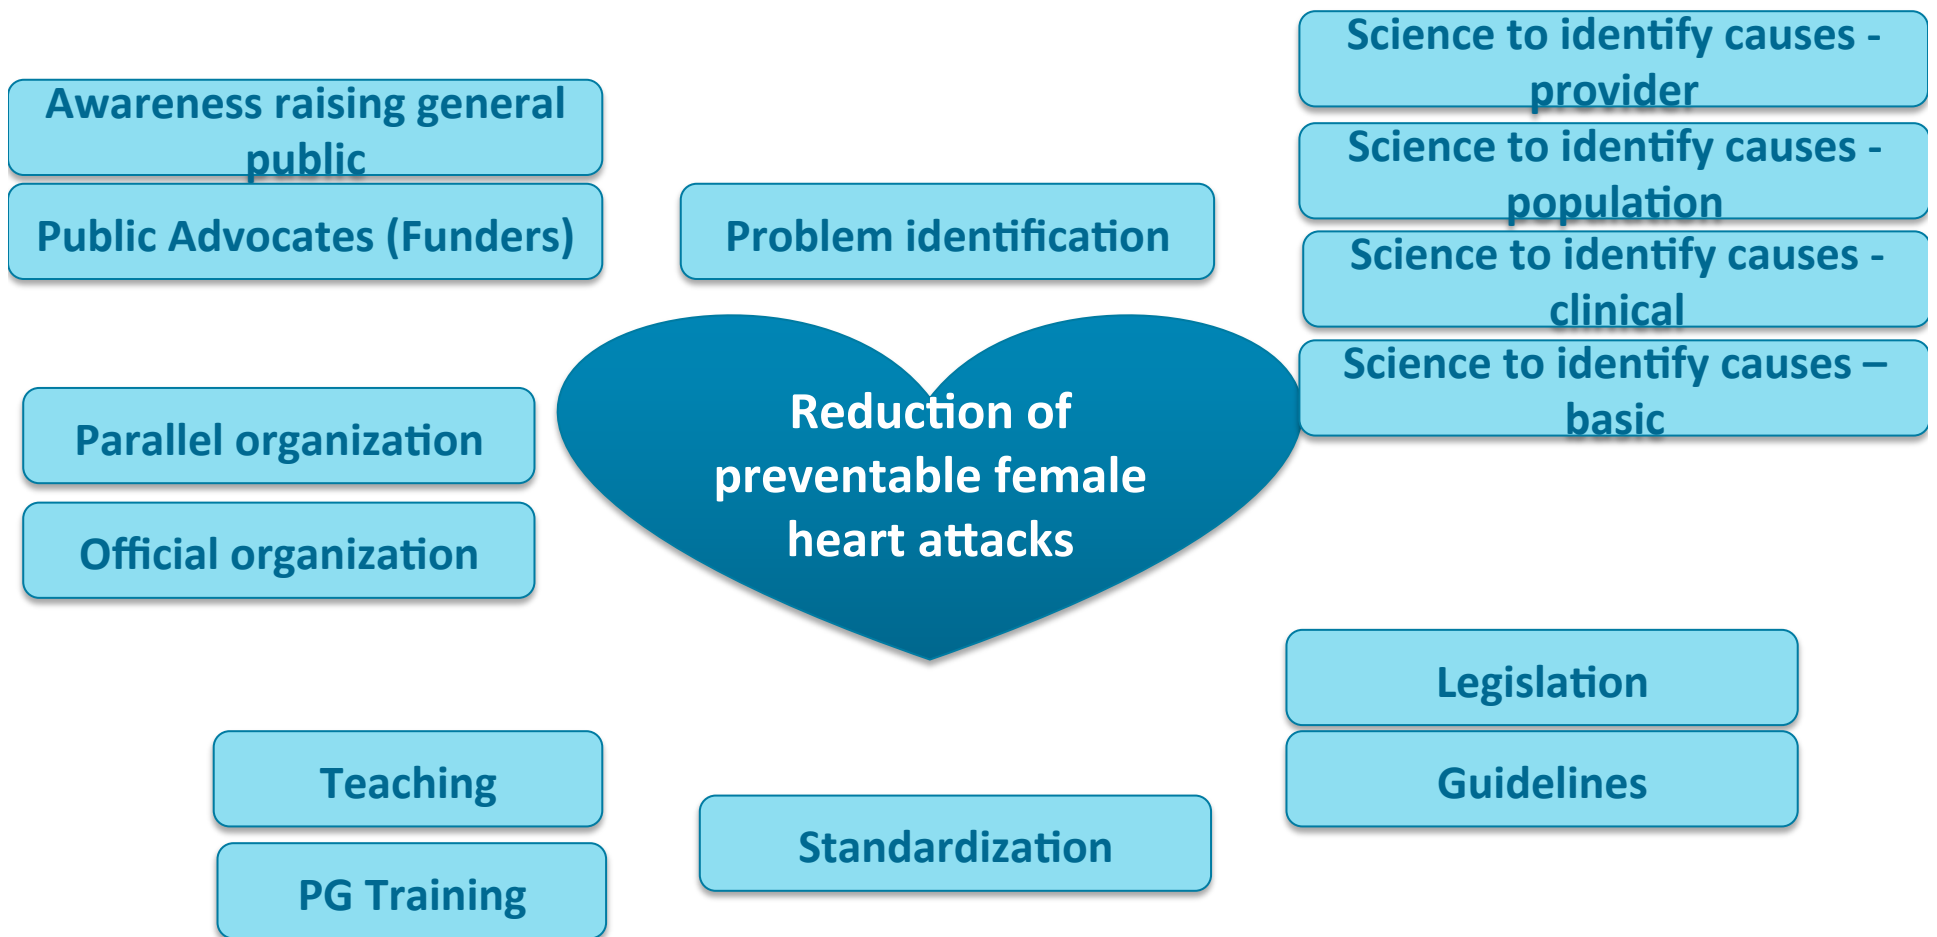 Awareness raising general
public
Public Advocates (Funders)
Problem identification
Science to identify causes -
provider
Science to identify causes -
population
Science to identify causes -
clinical
Science to identify causes –
basic
Parallel organization
Official organization
Reduction of
preventable female
heart attacks
Legislation
Guidelines
Teaching
PG Training
Standardization